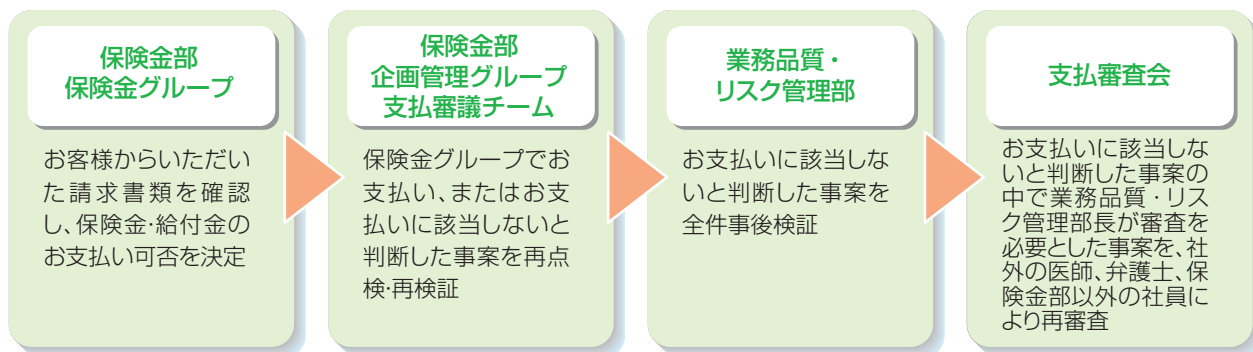 保険金部
保険金グループ
お客様からいただい
た請求書類を確認
し、保険金・給付金の
お支払い可否を決定
保険金部
企画管理グループ
支払審議チーム
保険金グループでお
支払い、またはお支
払いに該当しないと
判断した事案を再点
検・再検証
業務品質・
リスク管理部
お支払いに該当しな
いと判断した事案を
全件事後検証
支払審査会
お支払いに該当しな
いと判断した事案の
中で業務品質・リス
ク管理部長が審査を
必要とした事案を、社
外の医師、弁護士、保
険金部以外の社員に
より再審査